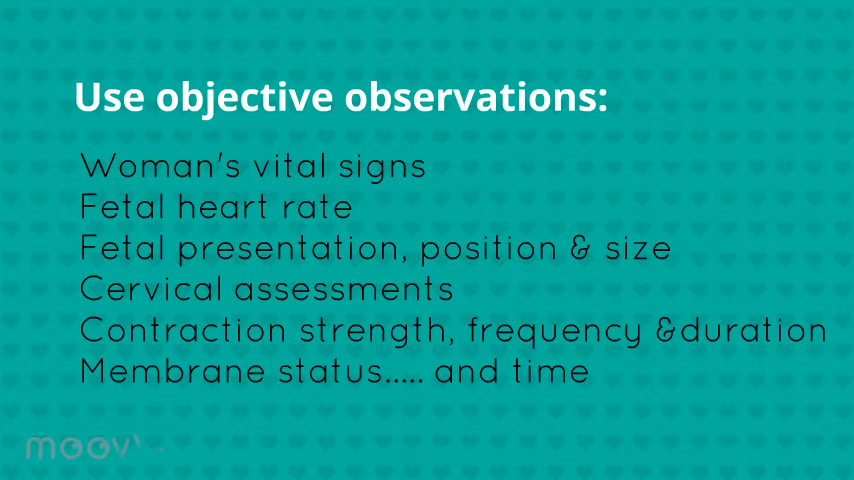 Use objective observations:
Woman's vital signs
Fetal heart rate
Fetal presentation, position & size
Cervical assessments
Contraction strength, frequency &duration
Membrane status..... and time